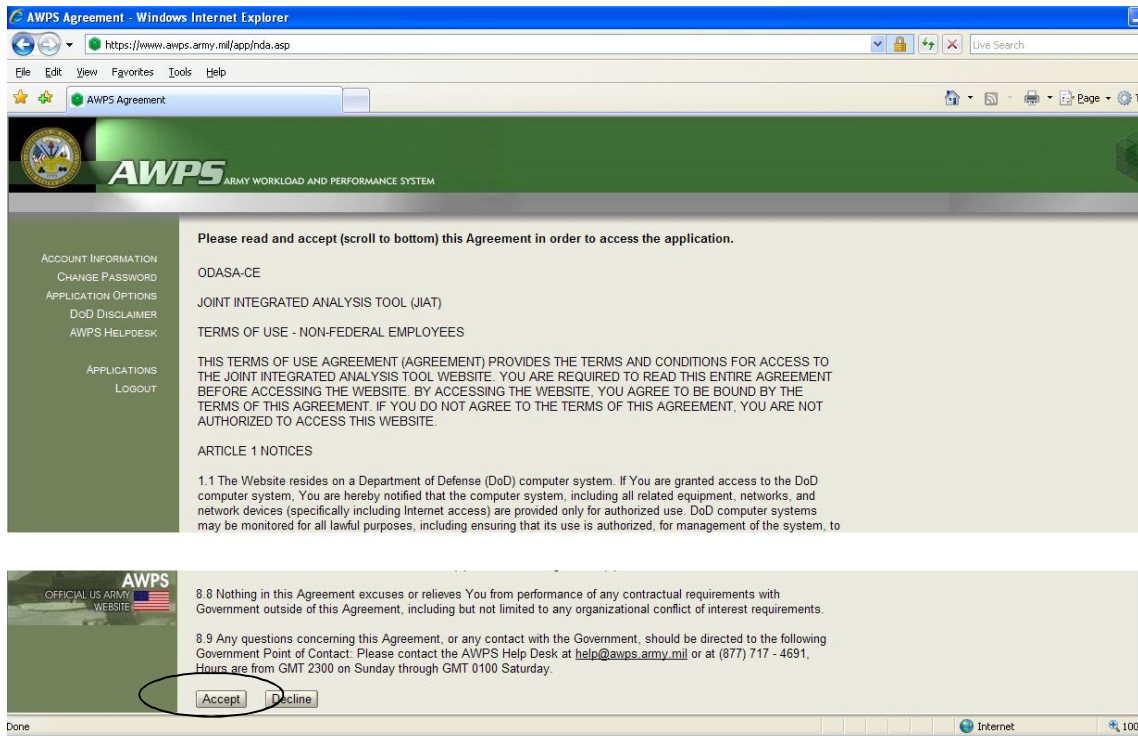 AWPS Agreement - Windows Internet Explorer
https://www.awps.army.mil/app/nda.asp
Live Search
File Edit View Favorites Tools Help
AWPS Agreement
Page
AWPS ARMY WORKLOAD AND PERFORMANCE SYSTEM
ACCOUNT INFORMATION
CHANGE PASSWORD
APPLICATION OPTIONS
DOD DISCLAIMER
AWPS HELPDESK
APPLICATIONS
LOGOUT
Please read and accept (scroll to bottom) this Agreement in order to access the application.
ODASA-CE
JOINT INTEGRATED ANALYSIS TOOL (JIAT)
TERMS OF USE - NON-FEDERAL EMPLOYEES
THIS TERMS OF USE AGREEMENT (AGREEMENT) PROVIDES THE TERMS AND CONDITIONS FOR ACCESS TO
THE JOINT INTEGRATED ANALYSIS TOOL WEBSITE. YOU ARE REQUIRED TO READ THIS ENTIRE AGREEMENT
BEFORE ACCESSING THE WEBSITE. BY ACCESSING THE WEBSITE, YOU AGREE TO BE BOUND BY THE
TERMS OF THIS AGREEMENT. IF YOU DO NOT AGREE TO THE TERMS OF THIS AGREEMENT, YOU ARE NOT
AUTHORIZED TO ACCESS THIS WEBSITE.
ARTICLE 1 NOTICES
1.1 The Website resides on a Department of Defense (DoD) computer system. If You are granted access to the DoD
computer system, You are hereby notified that the computer system, including all related equipment, networks, and
network devices (specifically including Internet access) are provided only for authorized use. DoD computer systems
may be monitored for all lawful purposes, including ensuring that its use is authorized, for management of the system, to
AWPS
OFFICIAL US ARMY
WEBSITE
8.8 Nothing in this Agreement excuses or relieves You from performance of any contractual requirements with
Government outside of this Agreement, including but not limited to any organizational conflict of interest requirements.
8.9 Any questions concerning this Agreement, or any contact with the Government, should be directed to the following
Government Point of Contact: Please contact the AWPS Help Desk at help@awps.army.mil or at (877) 717 - 4691,
Hours are from GMT 2300 on Sunday through GMT 0100 Saturday.
Accept Decline
Done Internet 100